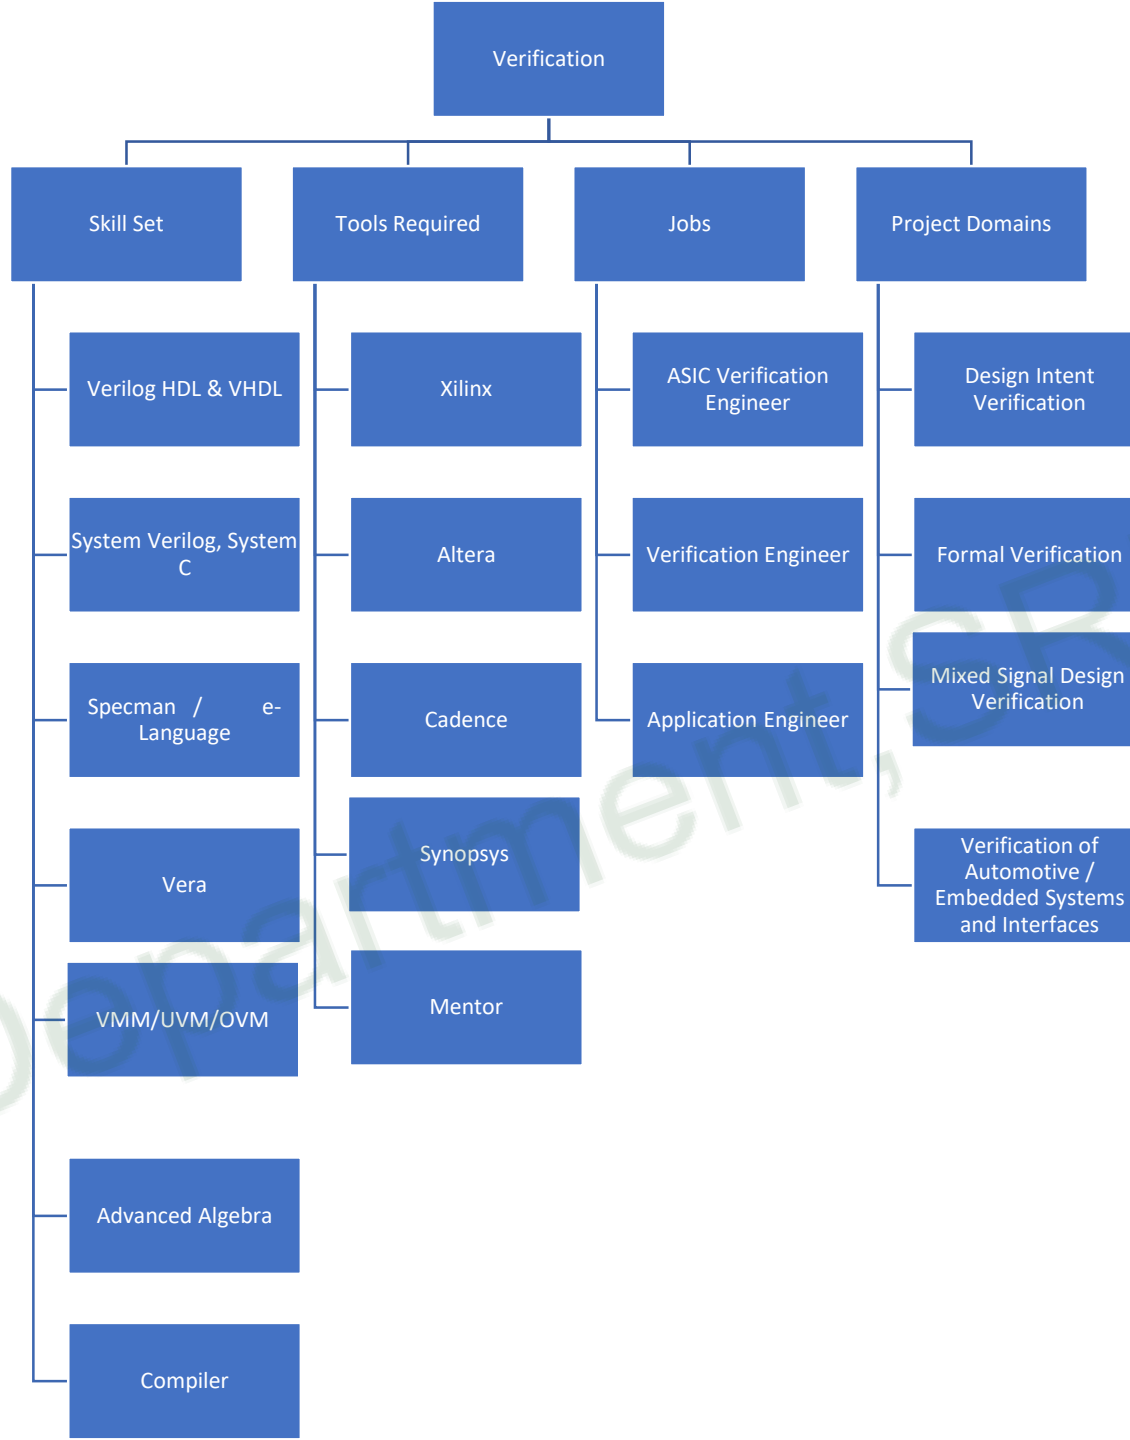 Verification
Skill Set
Tools Required
Jobs
Project Domains
Verilog HDL & VHDL
System Verilog, System
C
Specman / e-
Language
Vera
VMM/UVM/OVM
Advanced Algebra
Compiler
Xilinx
Altera
Cadence
Synopsys
Mentor
ASIC Verification
Engineer
Verification Engineer
Application Engineer
Design Intent
Verification
Formal Verification
Mixed Signal Design
Verification
Verification of
Automotive /
Embedded Systems
and Interfaces
Department,SR